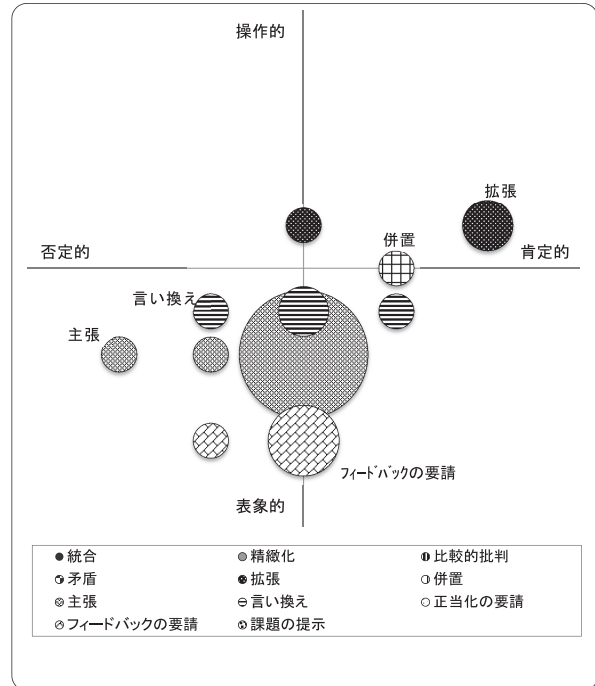 操作的
拡張
併置
否定的
肯定的
言い換え
主張
フィードバックの要請
表象的
統合
精緻化
比較的批判
矛盾
拡張
併置
主張
言い換え
正当化の要請
フィードバックの要請
課題の提示